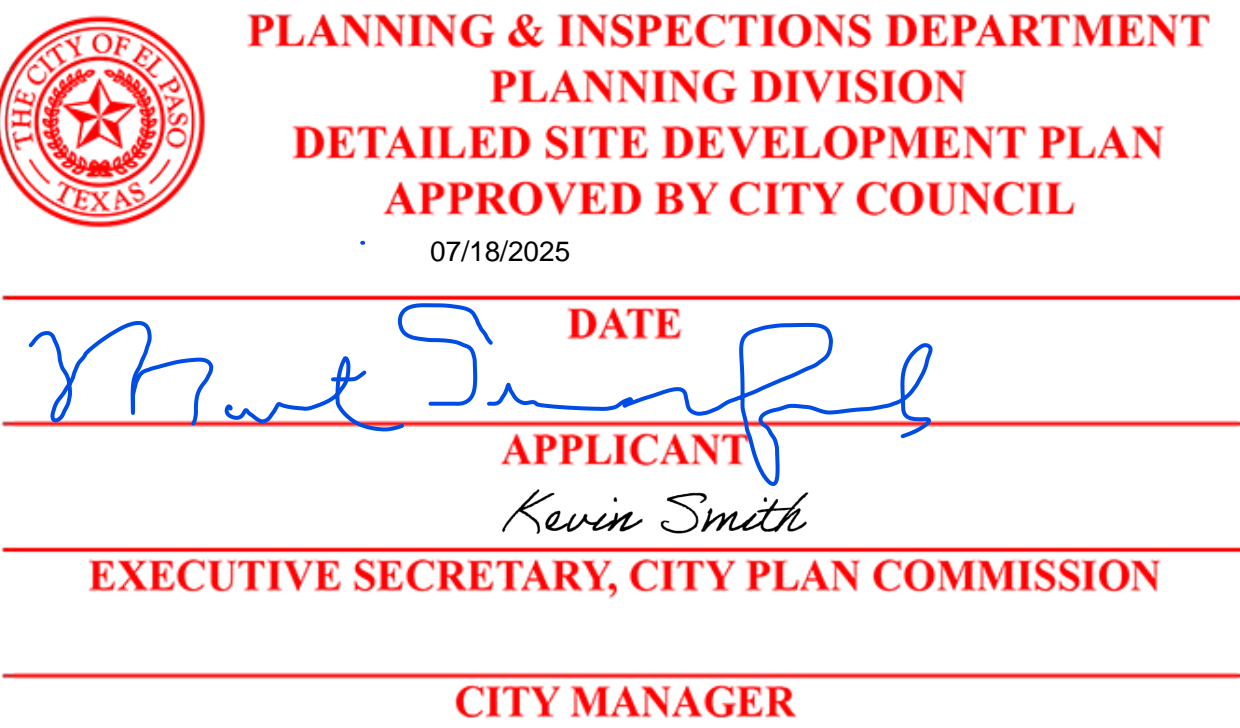 THE CITY OF EL PASO
TEXAS
PLANNING & INSPECTIONS DEPARTMENT
PLANNING DIVISION
DETAILED SITE DEVELOPMENT PLAN
APPROVED BY CITY COUNCIL
07/18/2025
DATE
APPLICANT
Kevin Smith
EXECUTIVE SECRETARY, CITY PLAN COMMISSION
CITY MANAGER